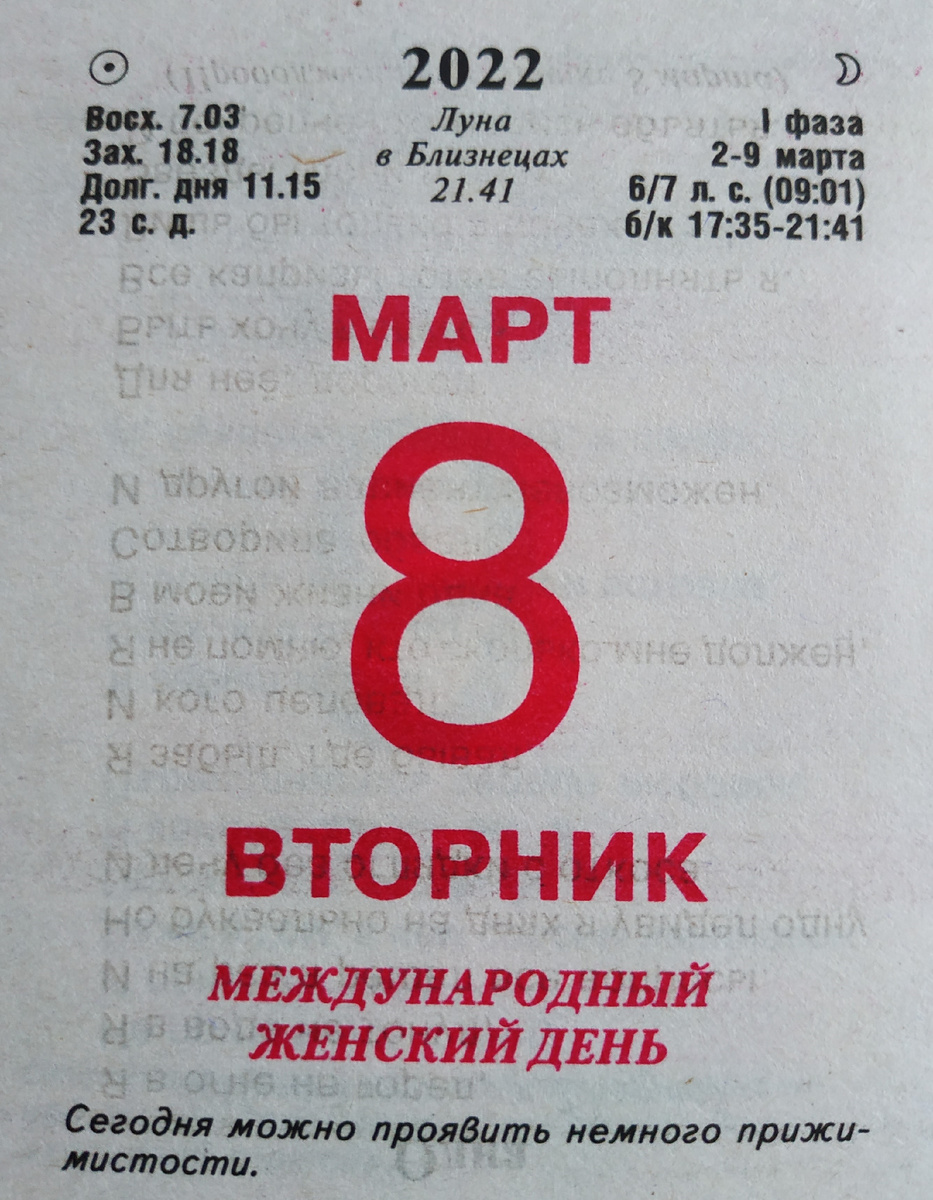 2022
Восх. 7.03
Зах. 18.18
Долг. дня 11.15
23 с. д.
Луна
в Близнецах
21.41
I фаза
2-9 марта
6/7 л. с. (09:01)
б/к 17:35-21:41
МАРТ
8
ВТОРНИК
МЕЖДУНАРОДНЫЙ
ЖЕНСКИЙ ДЕНЬ
Сегодня можно проявить немного прижи-
мистости.